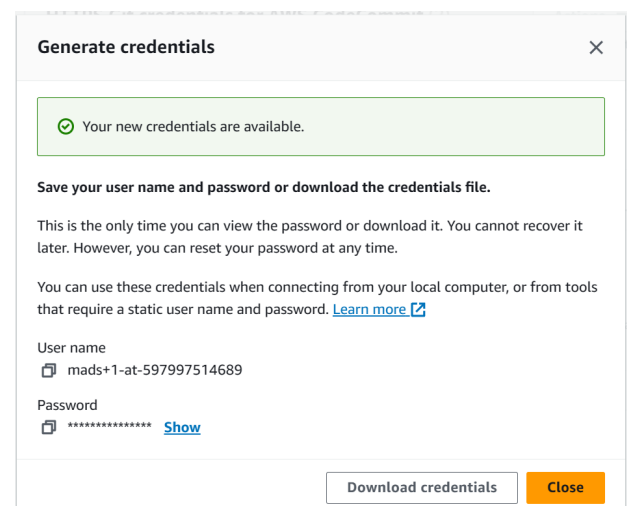 Generate credentials
Your new credentials are available.
Save your user name and password or download the credentials file.
This is the only time you can view the password or download it. You cannot recover it
later. However, you can reset your password at any time.
You can use these credentials when connecting from your local computer, or from tools
that require a static user name and password. Learn more
User name
mads+1-at-597997514689
Password
*************** Show
Download credentials
Close